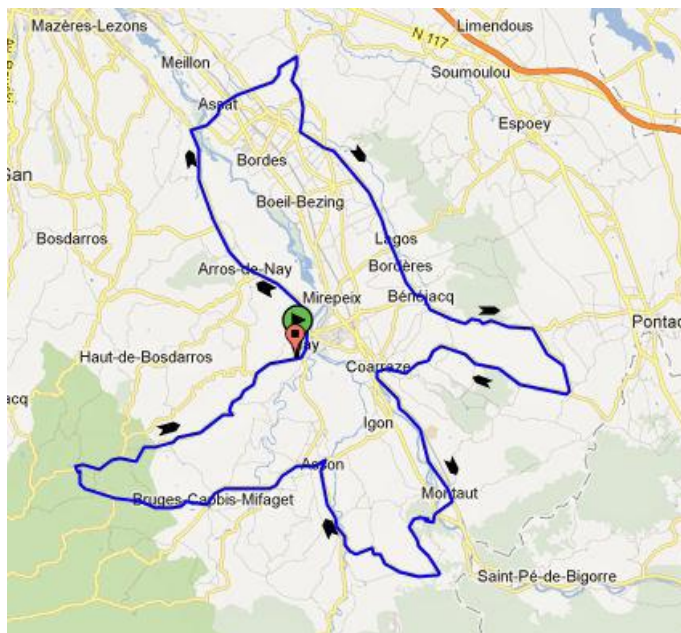 Mazères-Lezons
Limendous
N 117
Meillon
Soumoulou
Assat
Espoey
Bordes
San
Boeil-Bezing
Bosdarros
Lagos
Arros-de-Nay
Bordères
Mirepeix
Bénéjacq
Pontac
Nay
Haut-de-Bosdarros
Coarraze
acq
Igon
Asson
Bruges-Capbis-Mifaget
Montaut
Saint-Pé-de-Bigorre